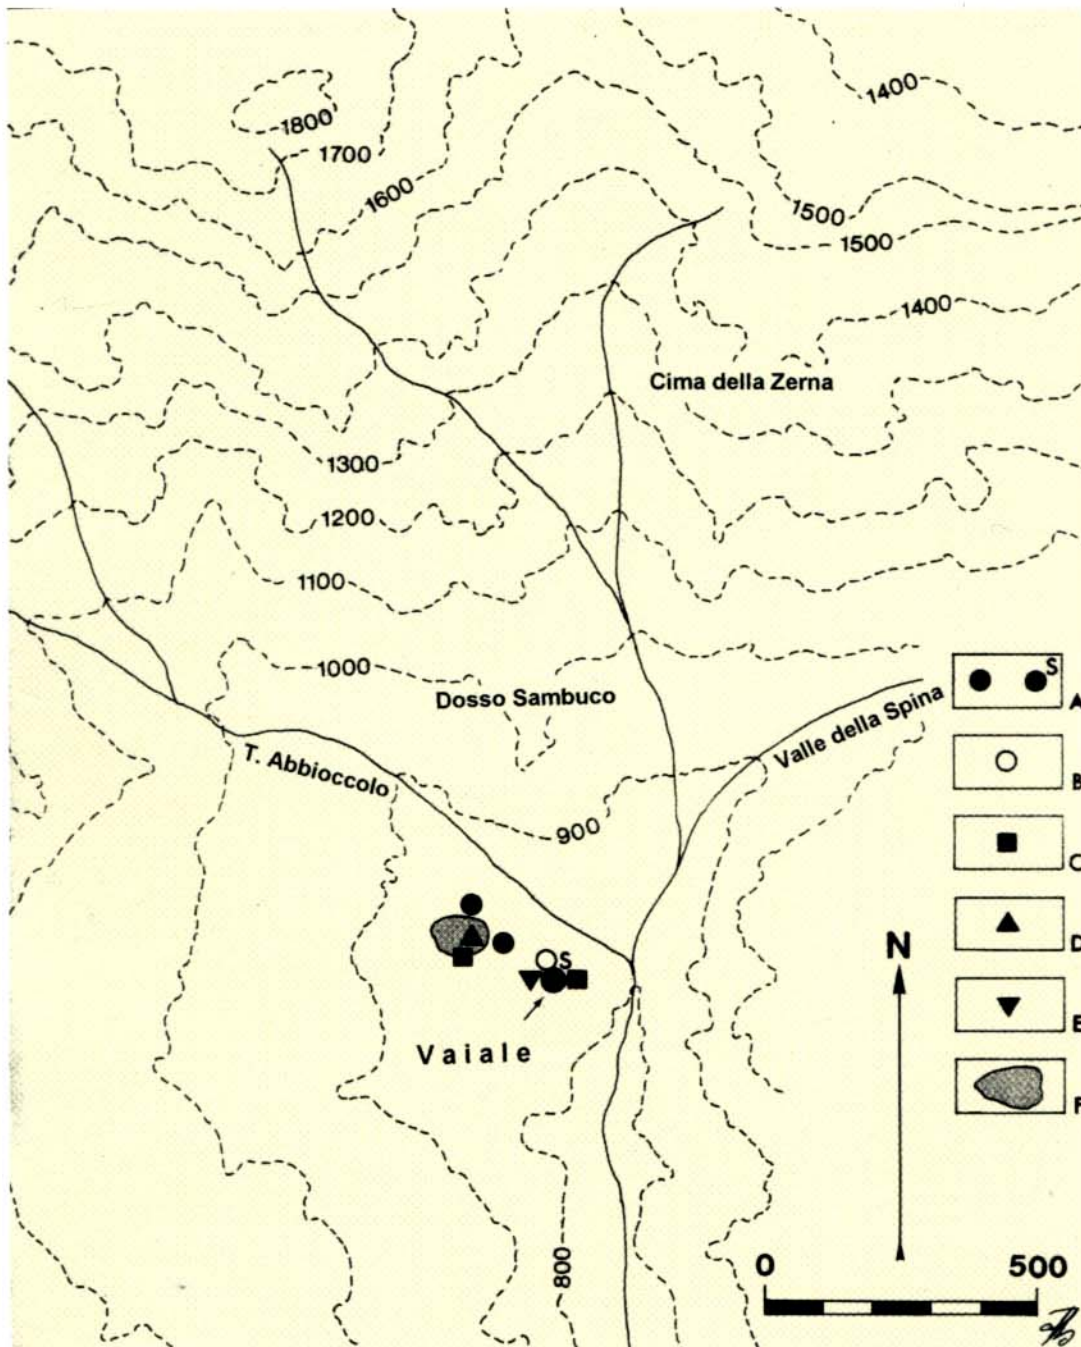 1400
1800
1700
1600
1500
1500
1400
Cima della Zerna
1300
1200
1100
1000
Dosso Sambuco
Valle della Spina
T. Abbioccolo
900
S
A
B
C
D
E
F
S
Vaiale
N
800
0
500